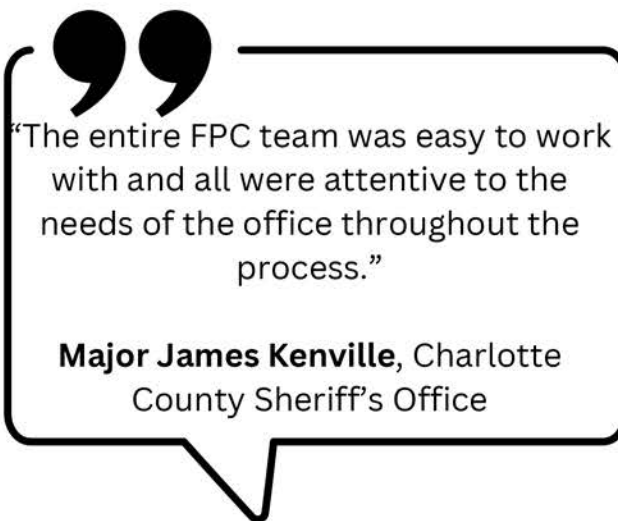 “The entire FPC team was easy to work
with and all were attentive to the
needs of the office throughout the
process.”
Major James Kenville, Charlotte
County Sheriff’s Office